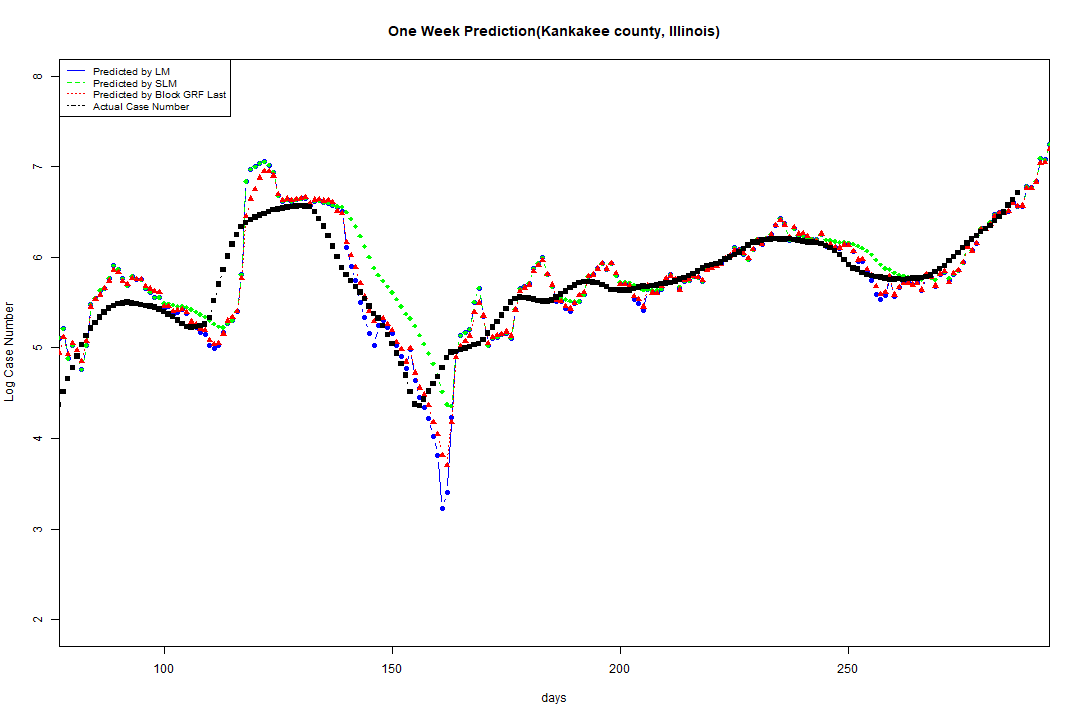 One Week Prediction(Kankakee county, Illinois)
Predicted by LM
Predicted by SLM
Predicted by Block GRF Last
Actual Case Number
8
7
6
5
4
3
2
Log Case Number
100 150 200 250
days